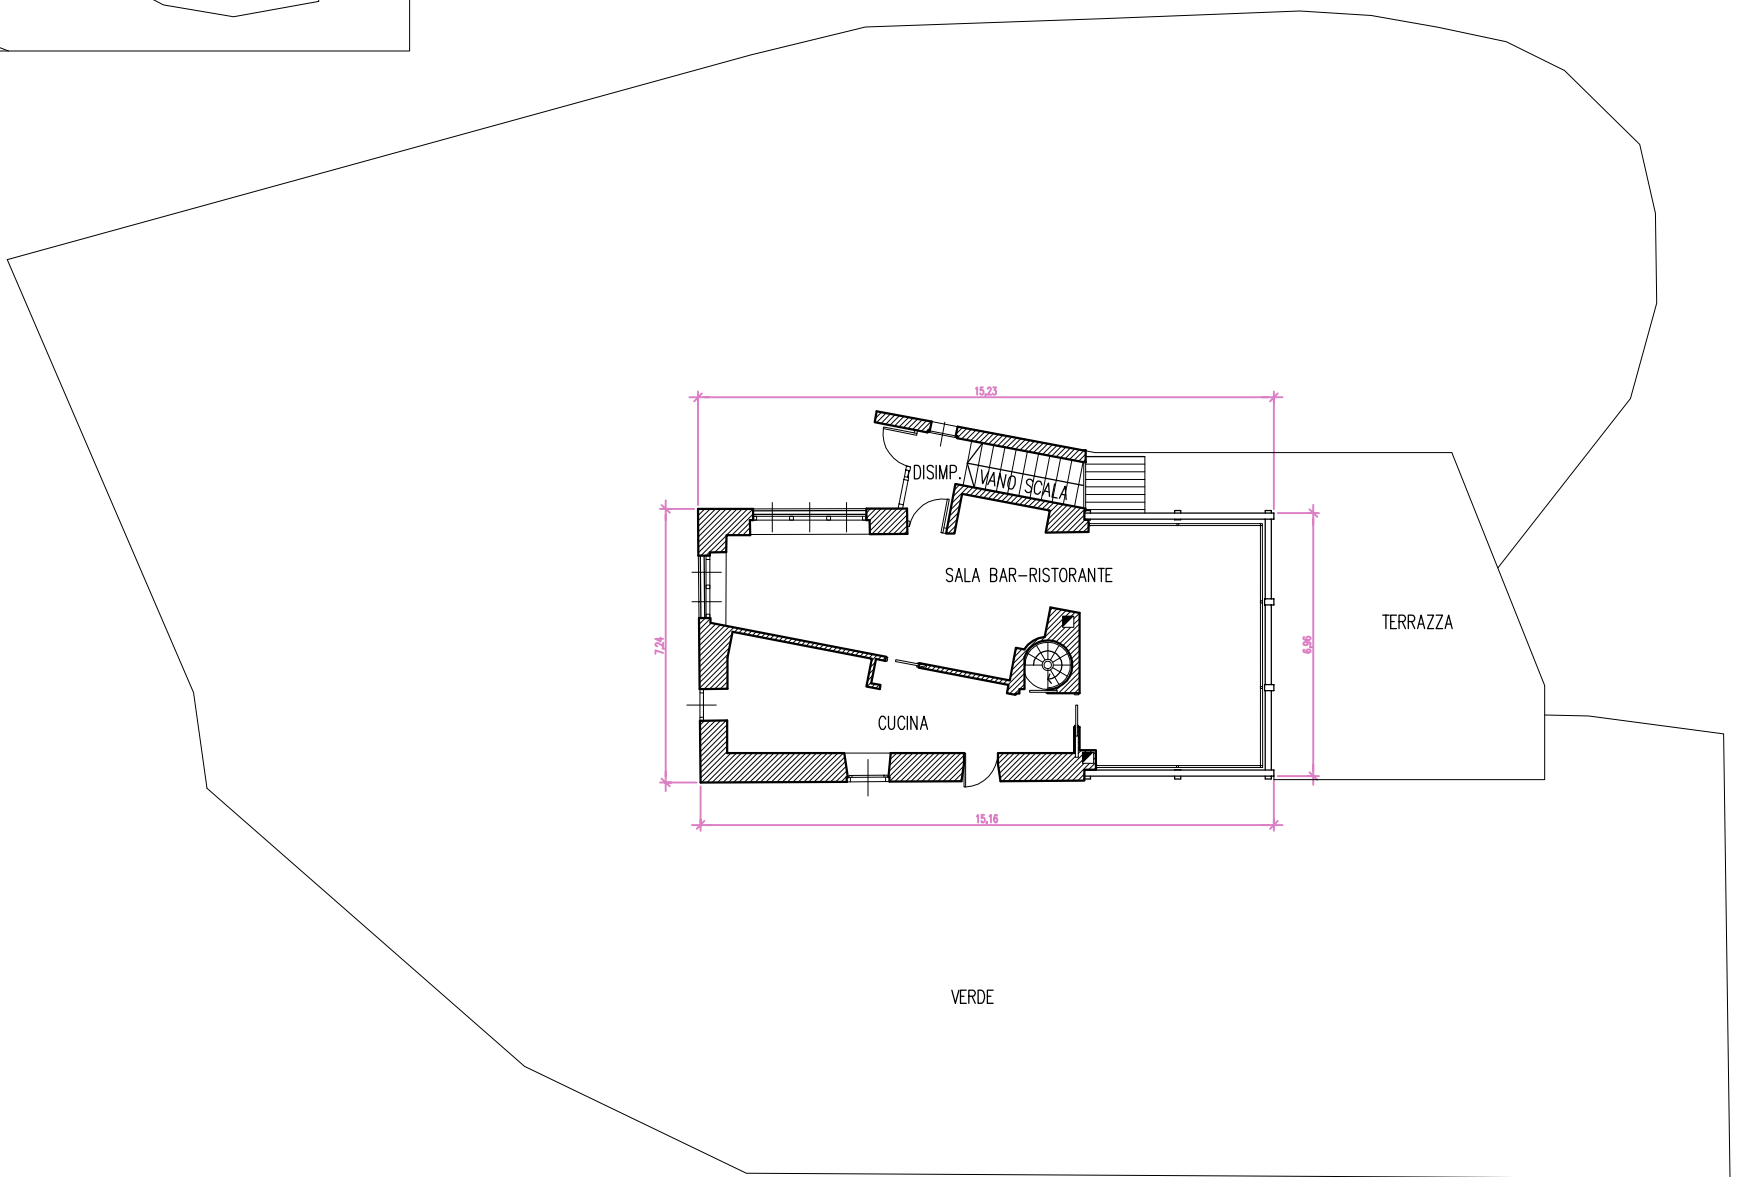 15,23
DISIMP.
VANO SCALA
SALA BAR-RISTORANTE
TERRAZZA
7,24
6,96
CUCINA
15,16
VERDE